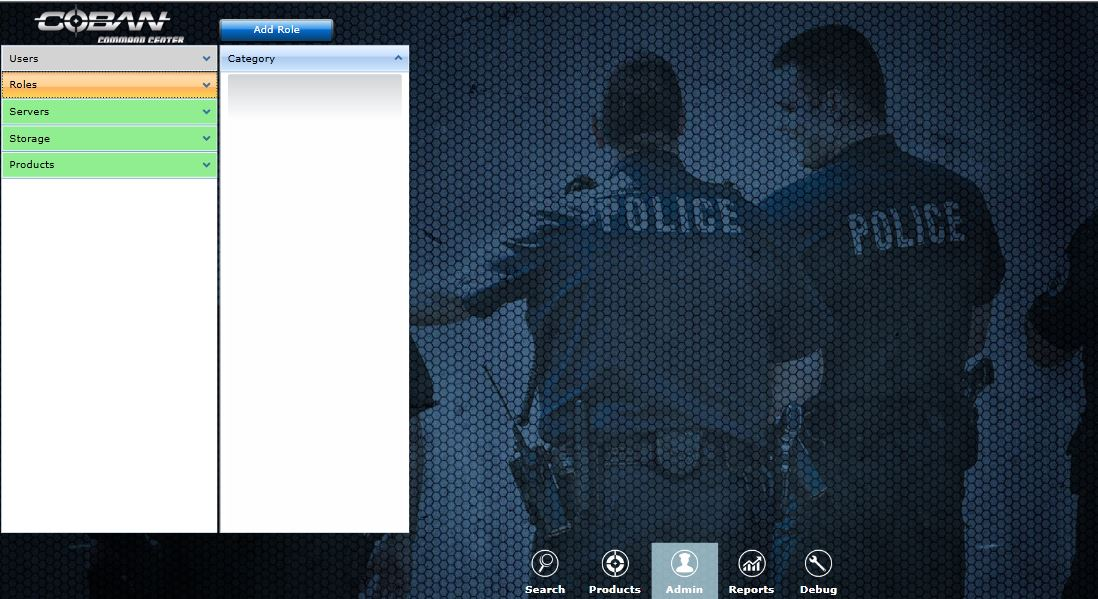 COBAN
COMMAND CENTER
Add Role
Users
Category
Roles
Servers
Storage
Products
POLICE
POLICE
Search
Products
Admin
Reports
Debug